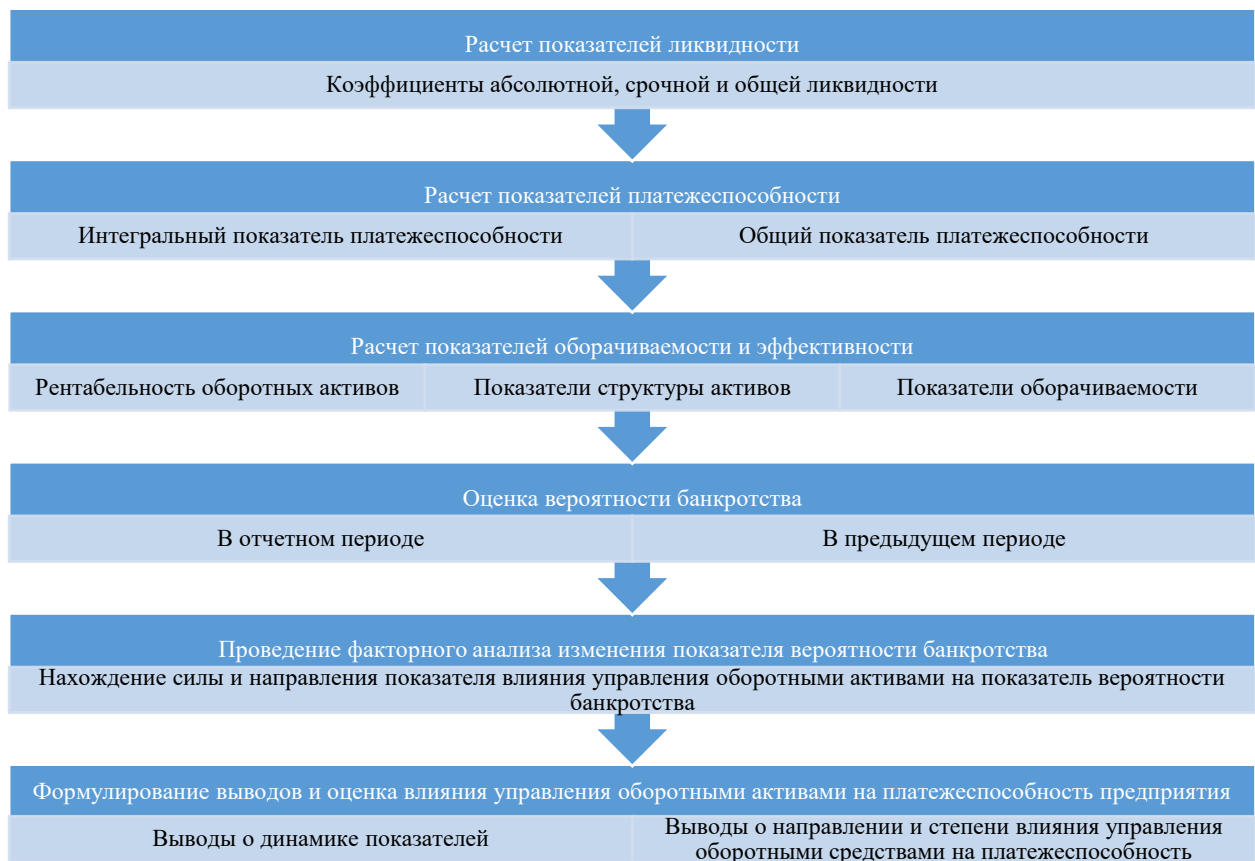 Расчет показателей ликвидности
Коэффициенты абсолютной, срочной и общей ликвидности
Расчет показателей платежеспособности
Интегральный показатель платежеспособности
Общий показатель платежеспособности
Расчет показателей оборачиваемости и эффективности
Рентабельность оборотных активов
Показатели структуры активов
Показатели оборачиваемости
Оценка вероятности банкротства
В отчетном периоде
В предыдущем периоде
Проведение факторного анализа изменения показателя вероятности банкротства
Нахождение силы и направления показателя влияния управления оборотными активами на показатель вероятности
банкротства
Формулирование выводов и оценка влияния управления оборотными активами на платежеспособность предприятия
Выводы о динамике показателей
Выводы о направлении и степени влияния управления
оборотными средствами на платежеспособность